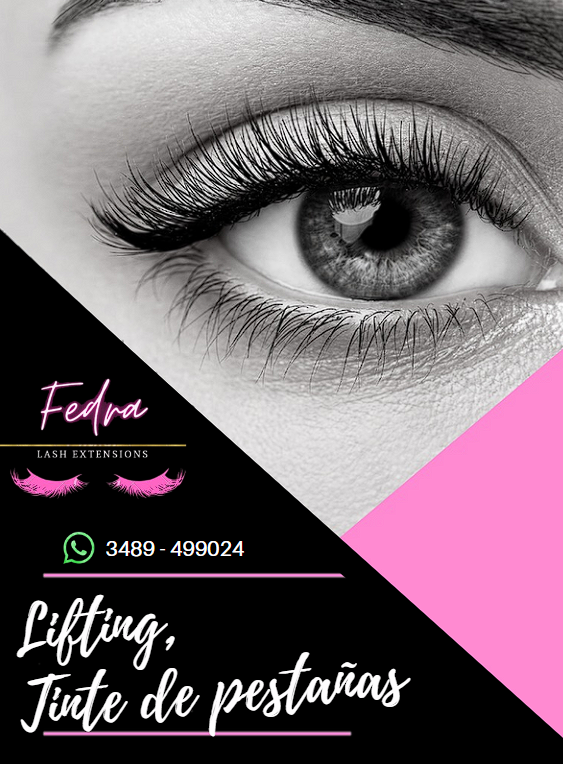 Fedra
LASH EXTENSIONS
3489 - 499024
Lifting,
Tinte de pestañas